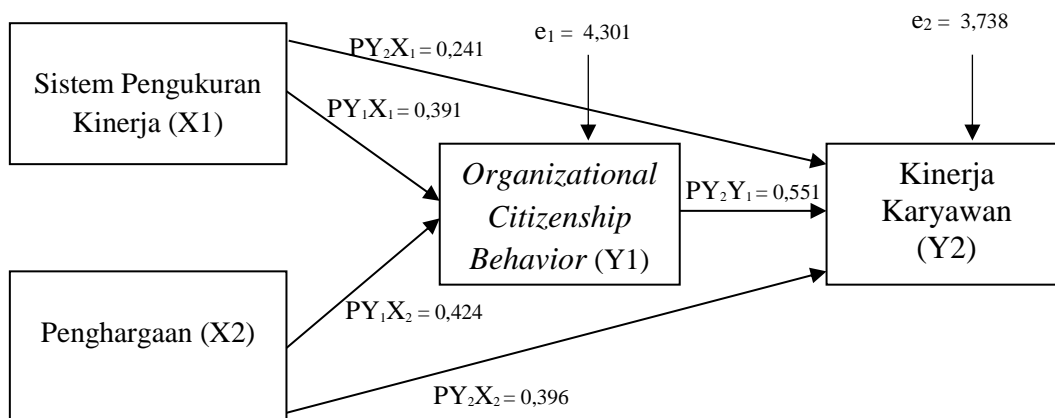 e₁ = 4,301
e₂ = 3,738
PY₂X₁ = 0,241
Sistem Pengukuran
Kinerja (X1)
PY₁X₁ = 0,391
Organizational
Citizenship
Behavior (Y1)
PY₂Y₁ = 0,551
Kinerja
Karyawan
(Y2)
Penghargaan (X2)
PY₁X₂ = 0,424
PY₂X₂ = 0,396